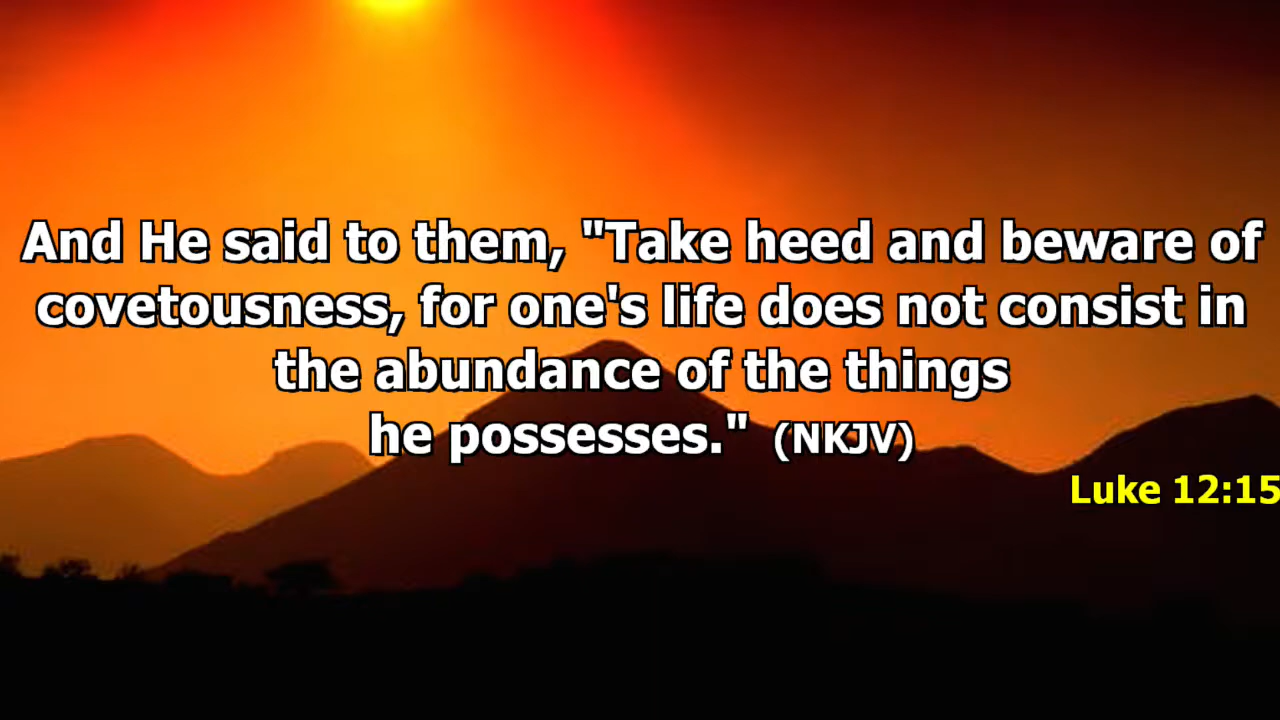 And He said to them, "Take heed and beware of
covetousness, for one's life does not consist in
the abundance of the things
he possesses." (NKJV)
Luke 12:15